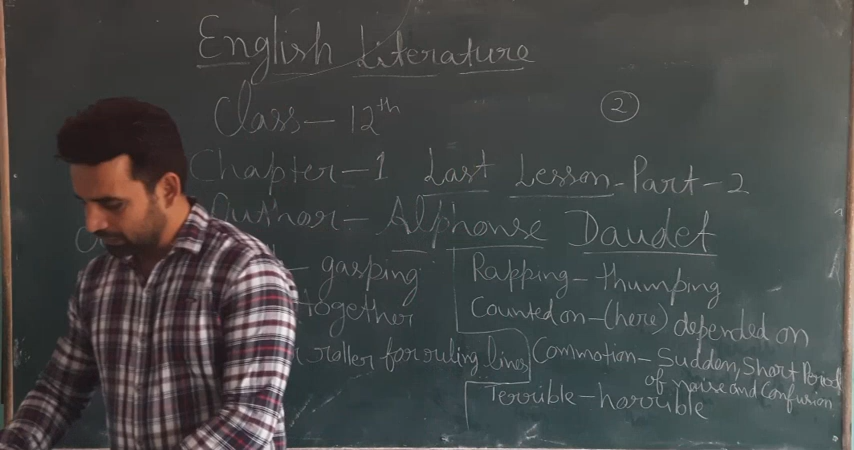 English Literature
Class – 12th
2
Chapter – 1 Last Lesson - Part - 2
Author – Alphonse Daudet
– gasping
together
roller for ruling lines
Rapping – thumping
Counted on – (here) depended on
Commotion – Sudden, Short Period
of noise and Confusion
Terrible – horrible